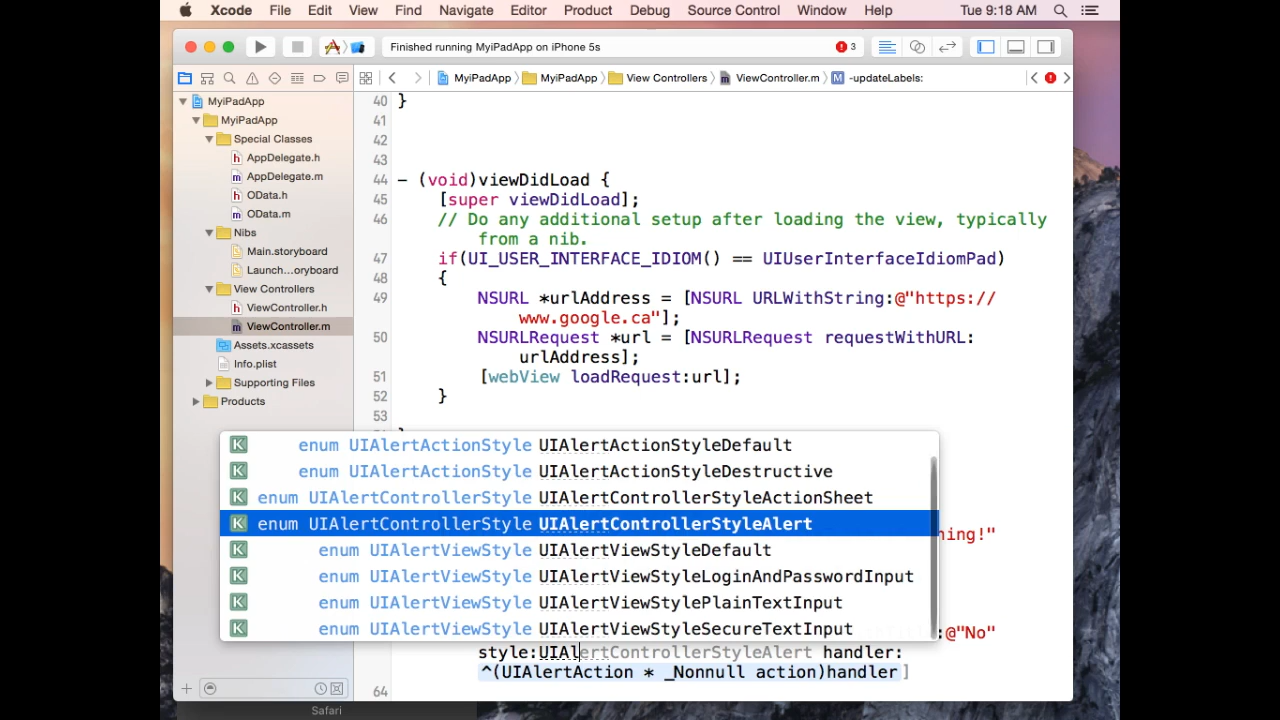 Xcode File Edit View Find Navigate Editor Product Debug Source Control Window Help Tue 9:18 AM
Finished running MyiPadApp on iPhone 5s 3
MyiPadApp MyiPadApp View Controllers ViewController.m M -updateLabels:
MyiPadApp
MyiPadApp
Special Classes
h AppDelegate.h
m AppDelegate.m
h OData.h
m OData.m
Nibs
Main.storyboard
Launch...oryboard
View Controllers
h ViewController.h
m ViewController.m
Assets.xcassets
Info.plist
Supporting Files
Products
40 }
41
42
43
44 - (void)viewDidLoad {
45 [super viewDidLoad];
46 // Do any additional setup after loading the view, typically
from a nib.
47 if(UI_USER_INTERFACE_IDIOM() == UIUserInterfaceIdiomPad)
48 {
49 NSURL *urlAddress = [NSURL URLWithString:@"https://
www.google.ca"];
50 NSURLRequest *url = [NSURLRequest requestWithURL:
urlAddress];
51 [webView loadRequest:url];
52 }
53
K enum UIAlertActionStyle UIAlertActionStyleDefault
K enum UIAlertActionStyle UIAlertActionStyleDestructive
K enum UIAlertControllerStyle UIAlertControllerStyleActionSheet
K enum UIAlertControllerStyle UIAlertControllerStyleAlert
K enum UIAlertViewStyle UIAlertViewStyleDefault
K enum UIAlertViewStyle UIAlertViewStyleLoginAndPasswordInput
K enum UIAlertViewStyle UIAlertViewStylePlainTextInput
K enum UIAlertViewStyle UIAlertViewStyleSecureTextInput
ning!"
:@"No"
style:UIAlertControllerStyleAlert handler:
^(UIAlertAction * _Nonnull action)handler]
64
Safari